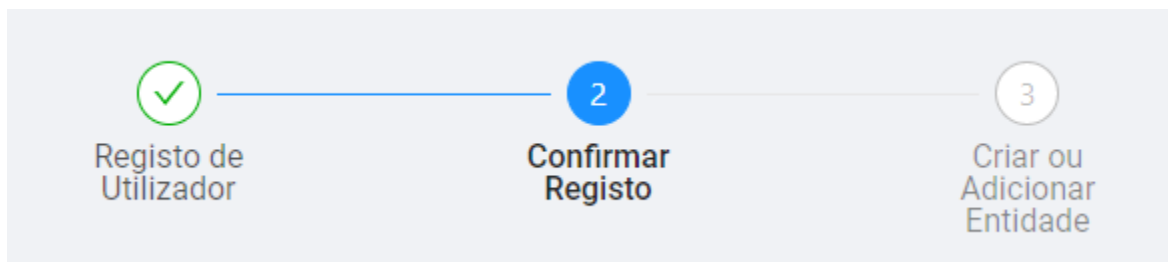 2
3
Registo de
Utilizador
Confirmar
Registo
Criar ou
Adicionar
Entidade